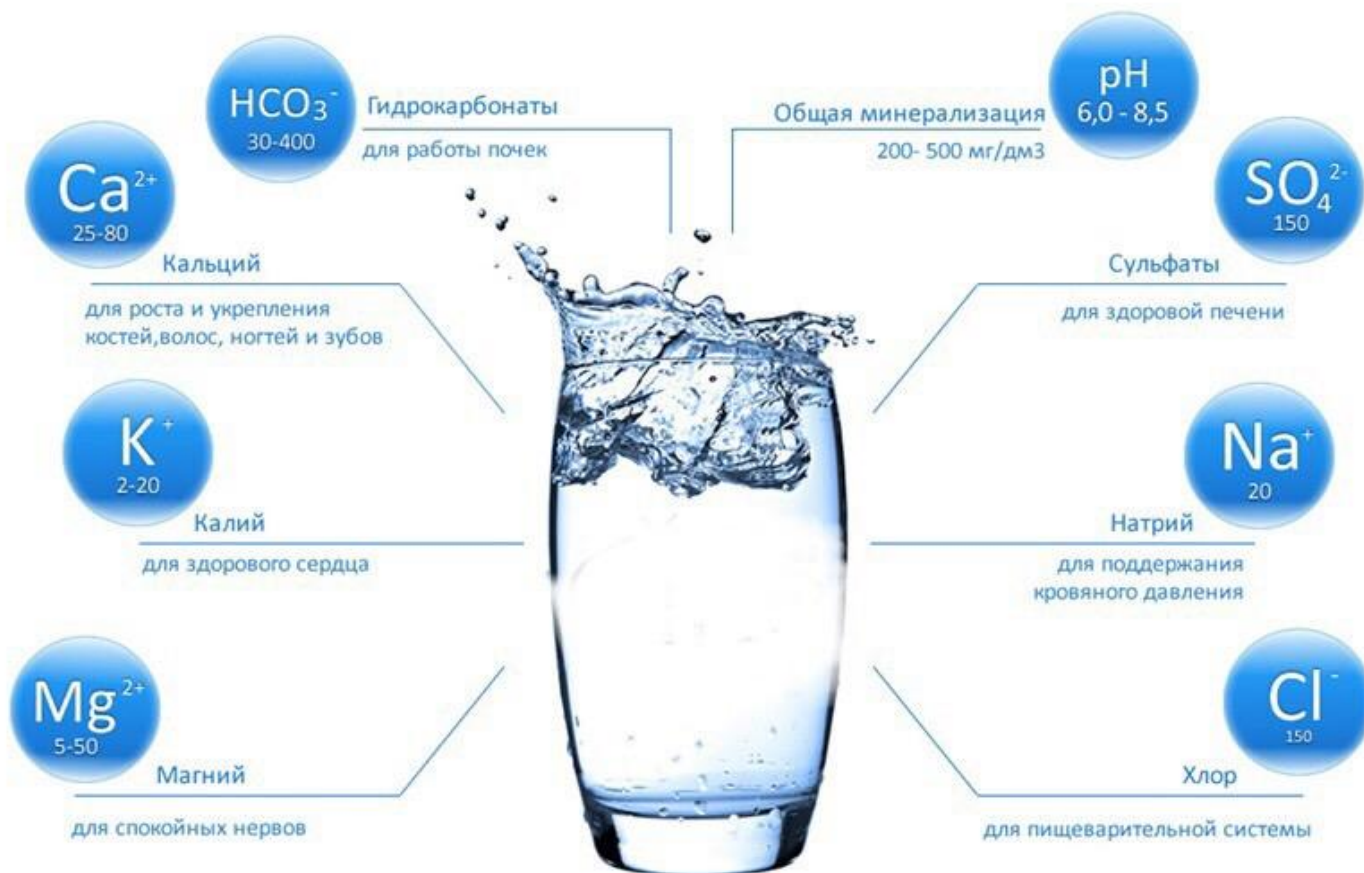 HCO₃⁻
30-400
Гидрокарбонаты
для работы почек
pH
6,0 - 8,5
Общая минерализация
200- 500 мг/дм3
Ca²⁺
25-80
Кальций
для роста и укрепления
костей,волос, ногтей и зубов
SO₄²⁻
150
Сульфаты
для здоровой печени
K⁺
2-20
Калий
для здорового сердца
Na⁺
20
Натрий
для поддержания
кровяного давления
Mg²⁺
5-50
Магний
для спокойных нервов
Cl⁻
150
Хлор
для пищеварительной системы